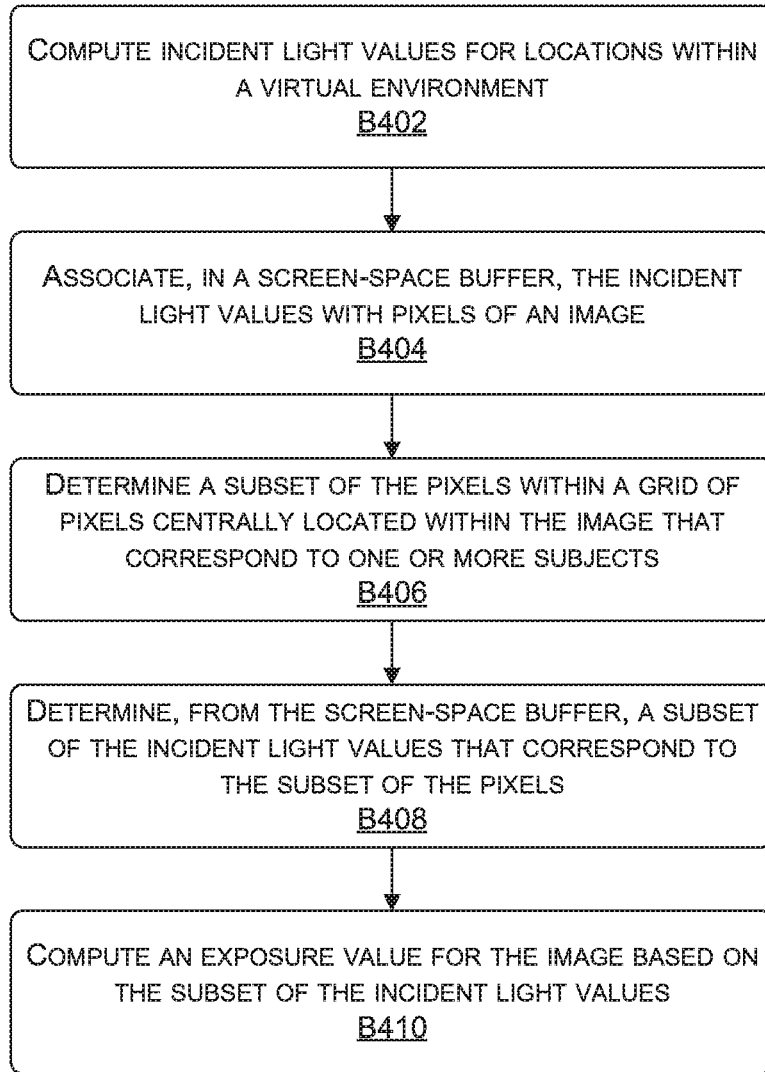 COMPUTE INCIDENT LIGHT VALUES FOR LOCATIONS WITHIN
A VIRTUAL ENVIRONMENT
B402
ASSOCIATE, IN A SCREEN-SPACE BUFFER, THE INCIDENT
LIGHT VALUES WITH PIXELS OF AN IMAGE
B404
DETERMINE A SUBSET OF THE PIXELS WITHIN A GRID OF
PIXELS CENTRALLY LOCATED WITHIN THE IMAGE THAT
CORRESPOND TO ONE OR MORE SUBJECTS
B406
DETERMINE, FROM THE SCREEN-SPACE BUFFER, A SUBSET
OF THE INCIDENT LIGHT VALUES THAT CORRESPOND TO
THE SUBSET OF THE PIXELS
B408
COMPUTE AN EXPOSURE VALUE FOR THE IMAGE BASED ON
THE SUBSET OF THE INCIDENT LIGHT VALUES
B410